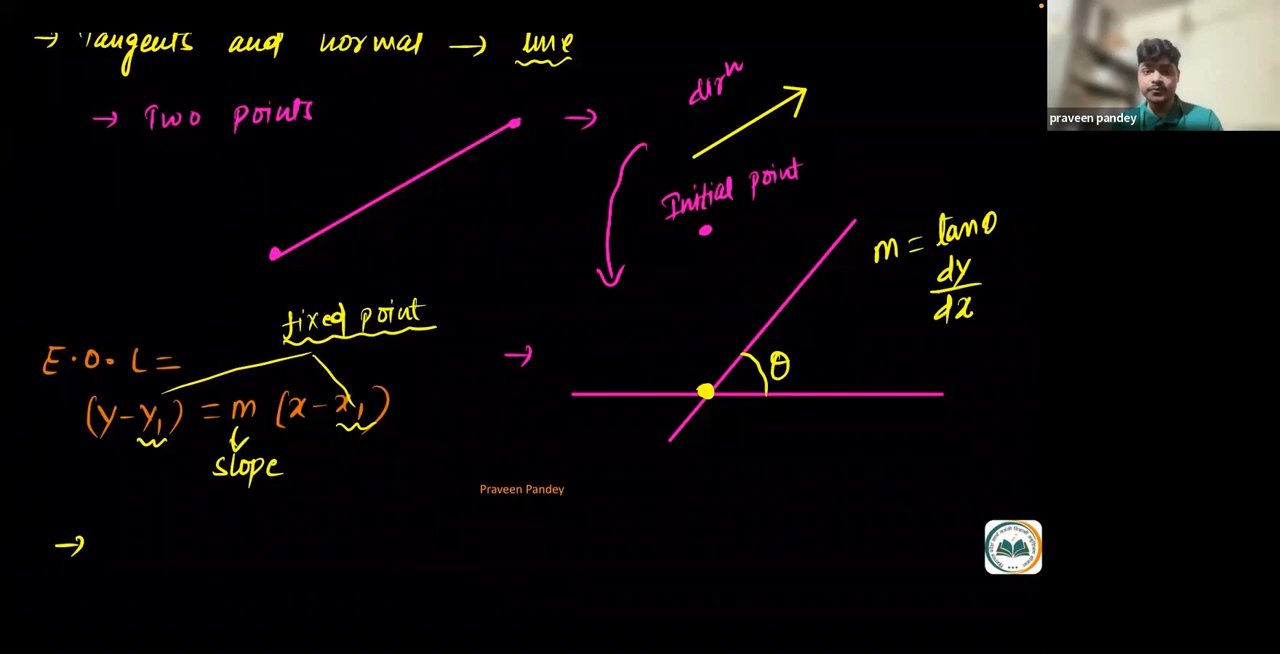 → Tangents and normal → line
→ Two points
→ dirⁿ
Initial point
m = tanθ
dy
dx
fixed point
E.O.L =
(y-y₁) = m (x-x₁)
slope
→
θ
→
praveen pandey
Praveen Pandey